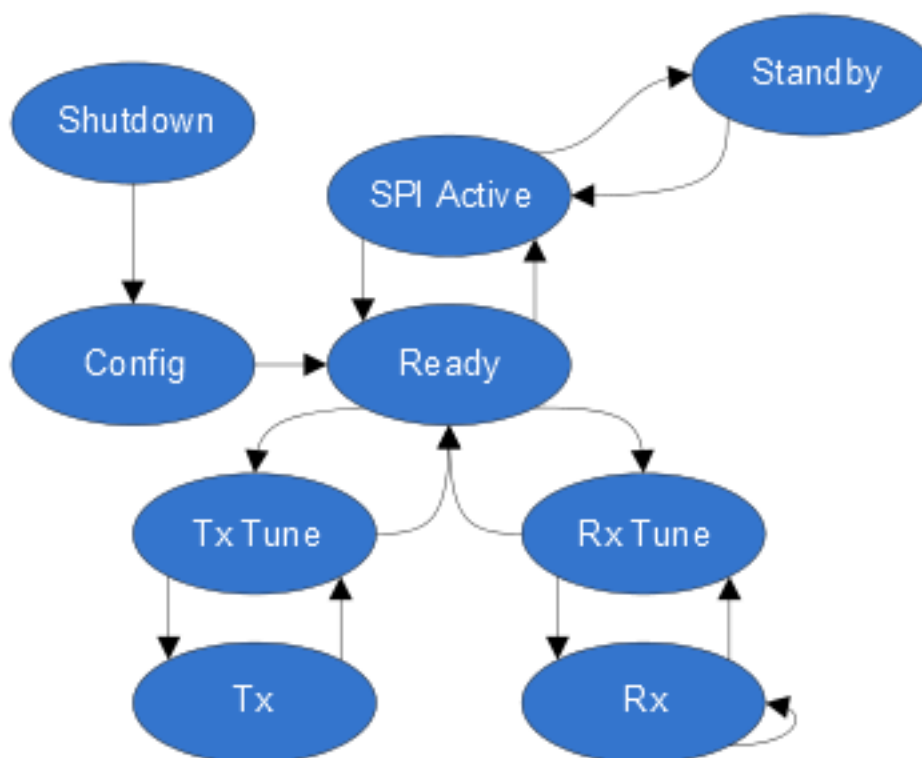 Standby
Shutdown
SPI Active
Config
Ready
Tx Tune
Rx Tune
Tx
Rx